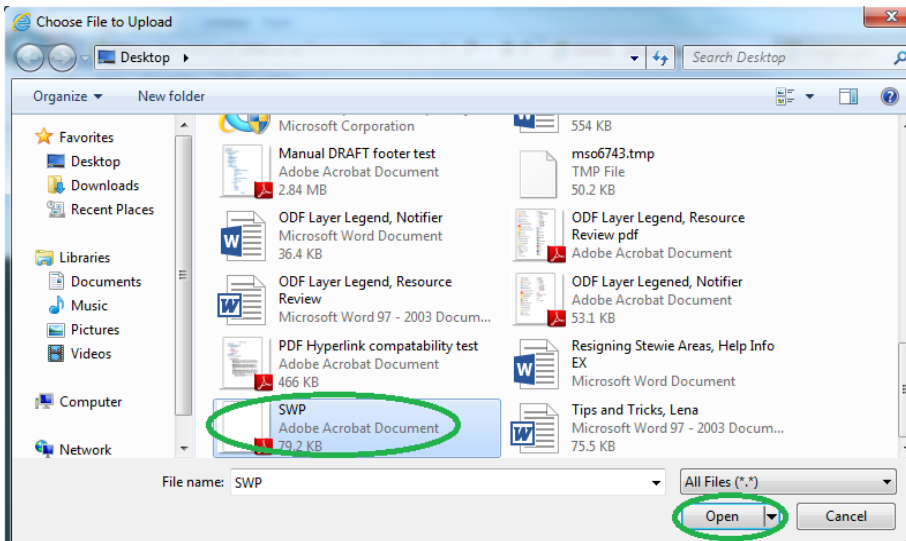 Choose File to Upload
Desktop
Search Desktop
Organize
New folder
Favorites
Desktop
Downloads
Recent Places
Libraries
Documents
Music
Pictures
Videos
Computer
Network
Microsoft Corporation
554 KB
Manual DRAFT footer test
Adobe Acrobat Document
2.84 MB
mso6743.tmp
TMP File
50.2 KB
ODF Layer Legend, Notifier
Microsoft Word Document
36.4 KB
ODF Layer Legend, Resource
Review pdf
Adobe Acrobat Document
ODF Layer Legend, Resource
Review
Microsoft Word 97 - 2003 Docum...
ODF Layer Legened, Notifier
Adobe Acrobat Document
53.1 KB
PDF Hyperlink compatability test
Adobe Acrobat Document
466 KB
Resigning Stewie Areas, Help Info
EX
Microsoft Word Document
SWP
Adobe Acrobat Document
79.2 KB
Tips and Tricks, Lena
Microsoft Word 97 - 2003 Docum...
75.5 KB
File name: SWP
All Files (*.*)
Open
Cancel